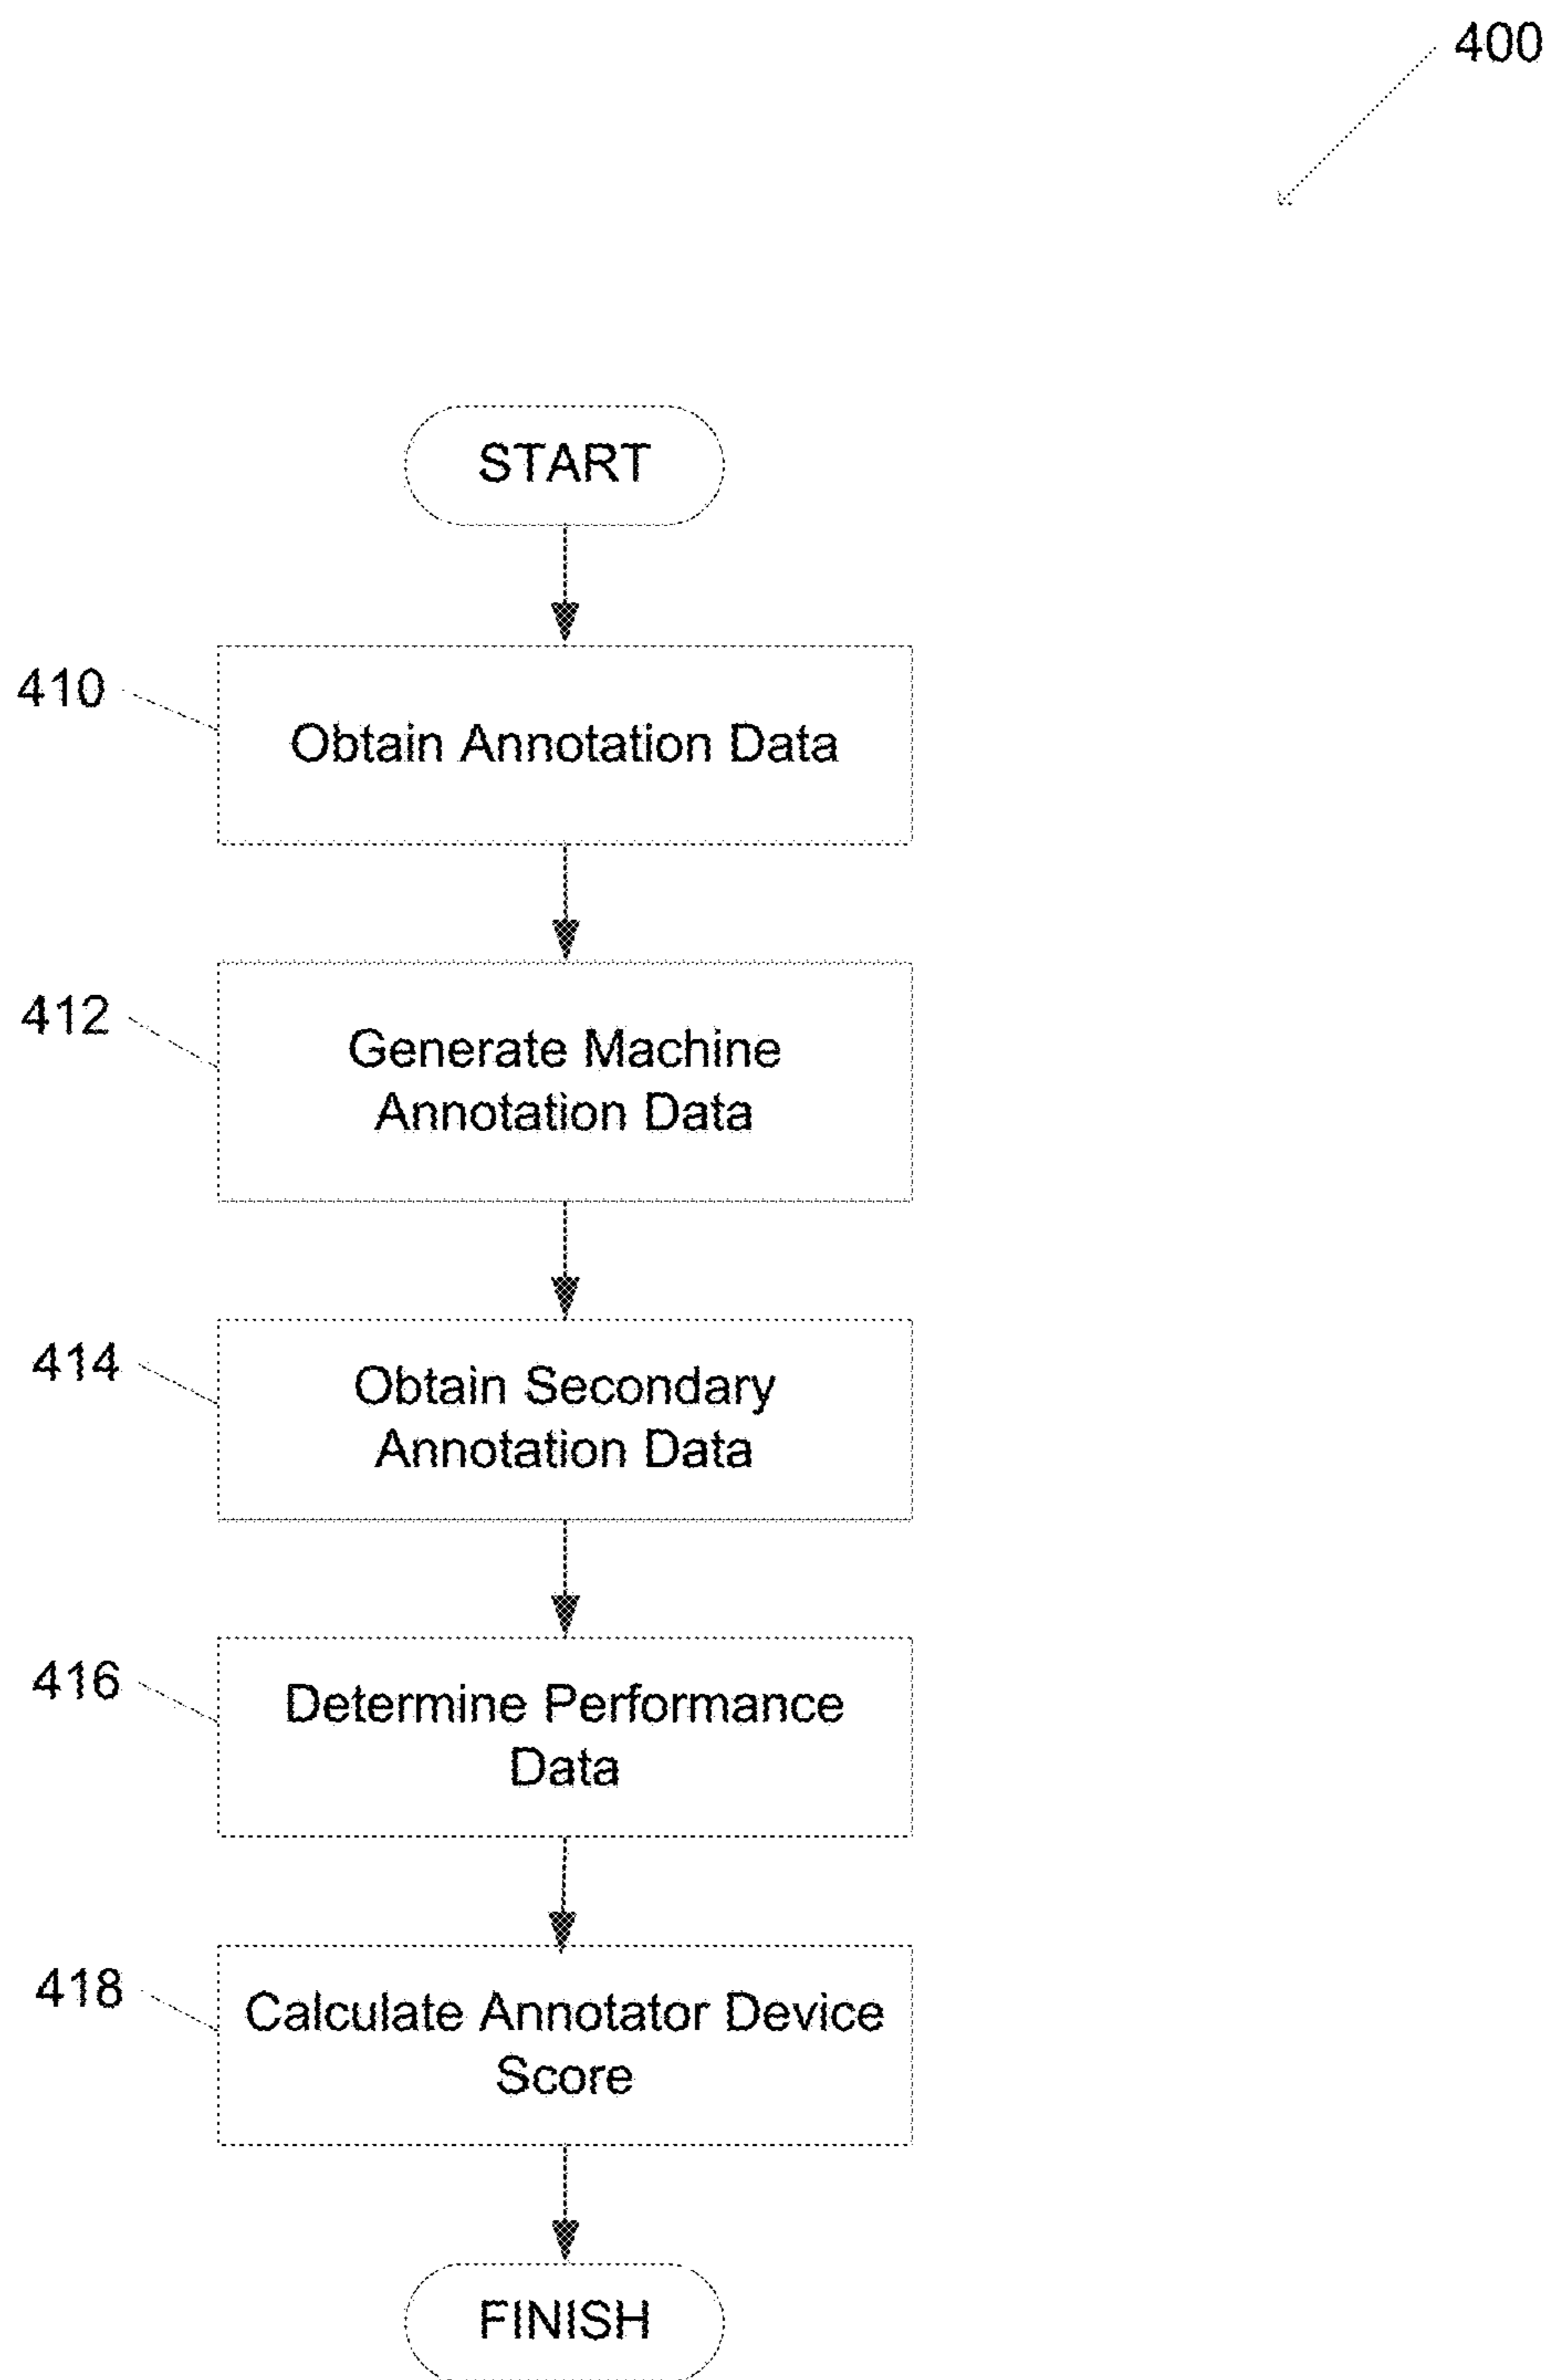 400
START
410
Obtain Annotation Data
412
Generate Machine
Annotation Data
414
Obtain Secondary
Annotation Data
416
Determine Performance
Data
418
Calculate Annotator Device
Score
FINISH